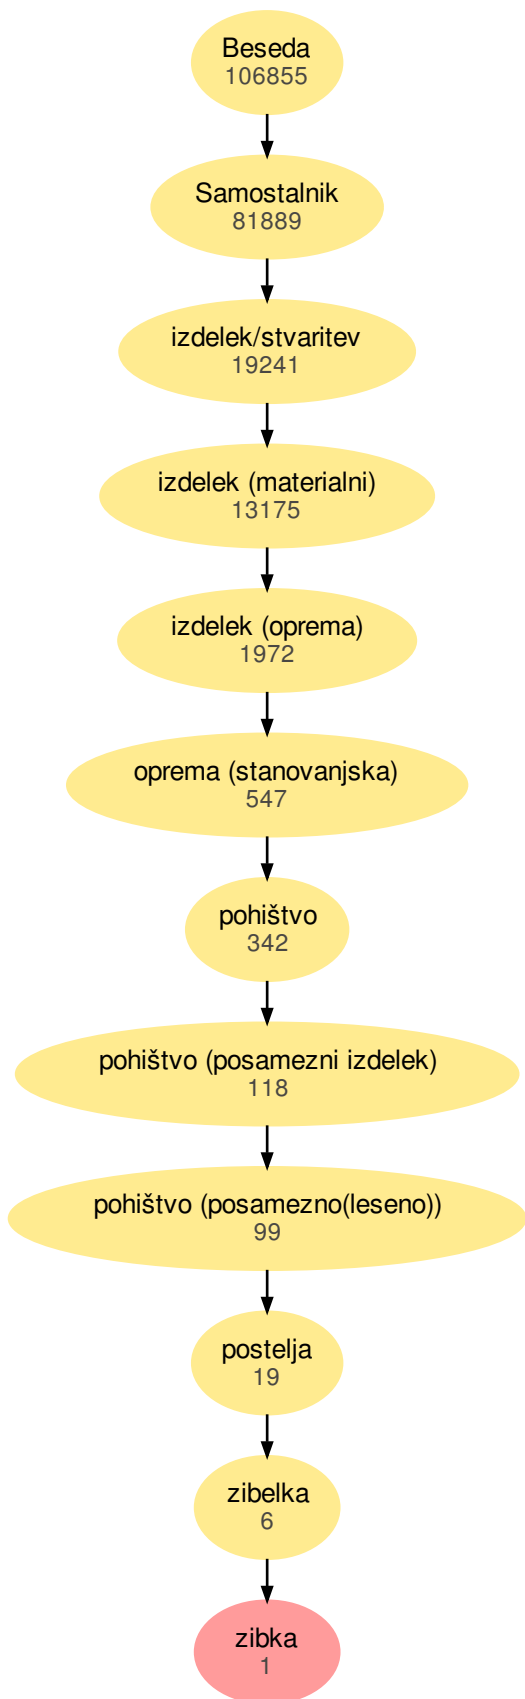 Beseda
106855
Samostalnik
81889
izdelek/stvaritev
19241
izdelek (materialni)
13175
izdelek (oprema)
1972
oprema (stanovanjska)
547
pohištvo
342
pohištvo (posamezni izdelek)
118
pohištvo (posamezno(leseno))
99
postelja
19
zibelka
6
zibka
1